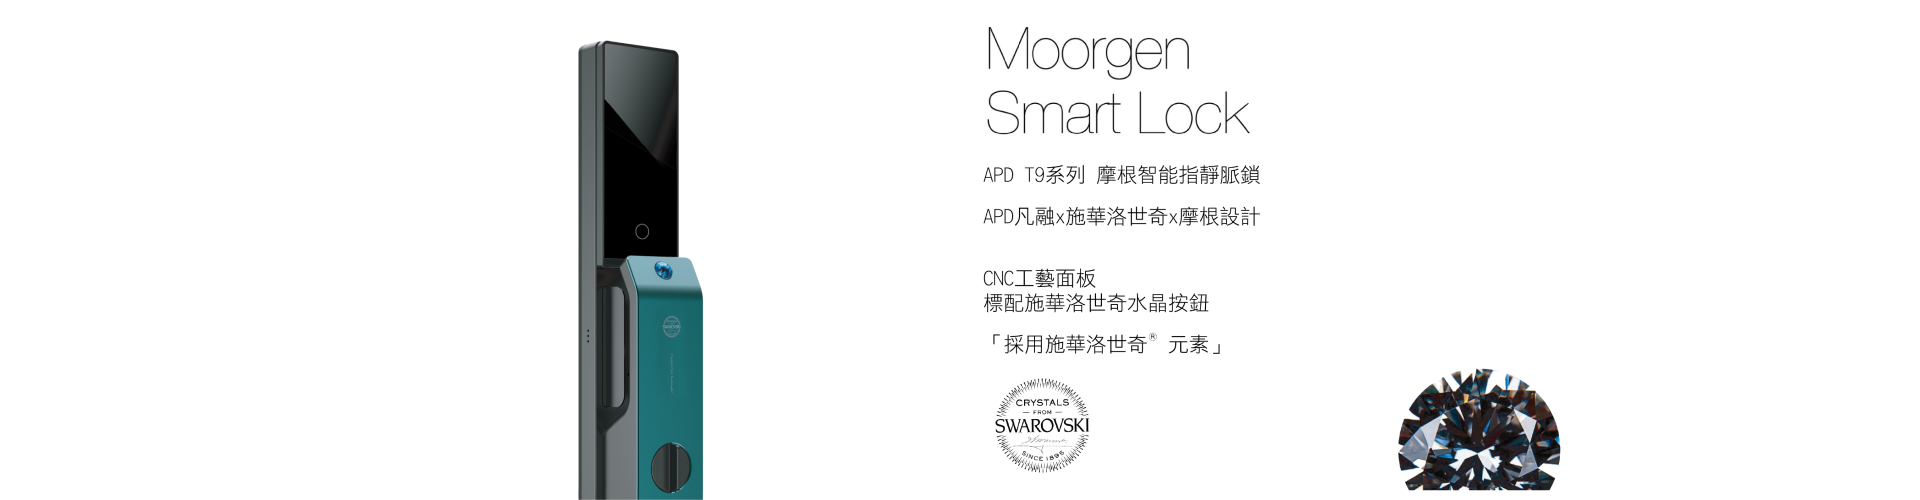 Moorgen
Smart Lock
APD T9系列 摩根智能指靜脈鎖
APD凡融x施華洛世奇x摩根設計
CNC工藝面板
標配施華洛世奇水晶按鈕
「採用施華洛世奇® 元素」
CRYSTALS
FROM
SWAROVSKI
SINCE 1895
SWAROVSKI